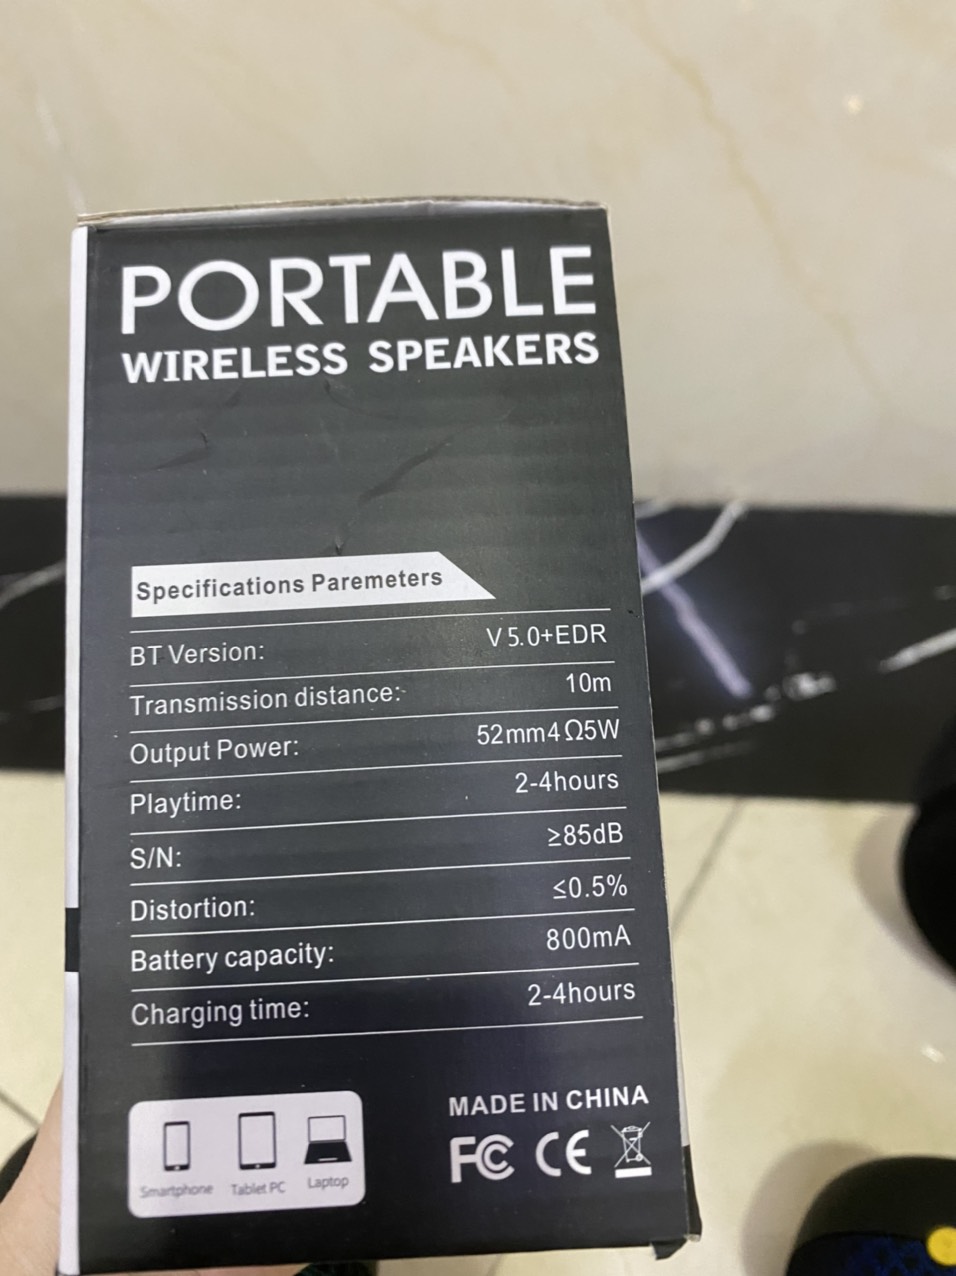 PORTABLE
WIRELESS SPEAKERS
Specifications Paremeters
BT Version: V5.0+EDR
Transmission distance: 10m
Output Power: 52mm4Ω5W
Playtime: 2-4hours
S/N: ≥85dB
Distortion: ≤0.5%
Battery capacity: 800mA
Charging time: 2-4hours
MADE IN CHINA
FC CE
Smartphone Tablet PC Laptop